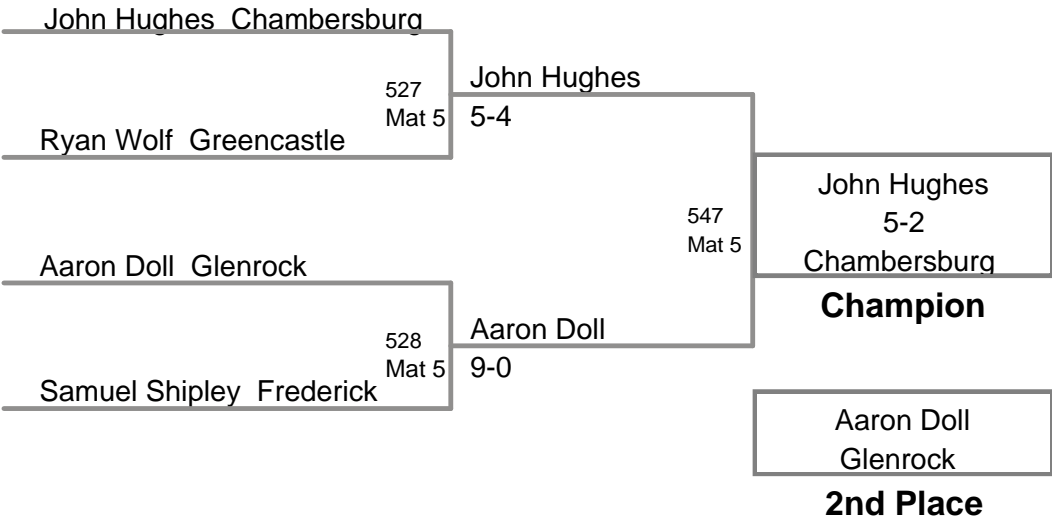 John Hughes  Chambersburg
527
Mat 5
John Hughes
5-4
Ryan Wolf  Greencastle
547
Mat 5
John Hughes
5-2
Chambersburg
Champion
Aaron Doll  Glenrock
528
Mat 5
Aaron Doll
9-0
Samuel Shipley  Frederick
Aaron Doll
Glenrock
2nd Place